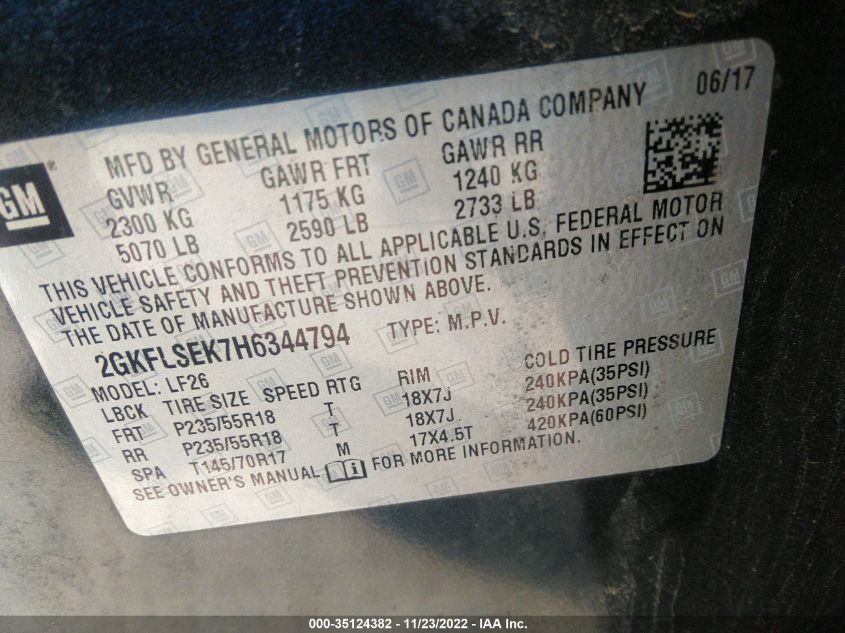 06/17
MFD BY GENERAL MOTORS OF CANADA COMPANY
GM ®
GVWR GAWR FRT GAWR RR
2300 KG 1175 KG 1240 KG
5070 LB 2590 LB 2733 LB
THIS VEHICLE CONFORMS TO ALL APPLICABLE U.S. FEDERAL MOTOR
VEHICLE SAFETY AND THEFT PREVENTION STANDARDS IN EFFECT ON
THE DATE OF MANUFACTURE SHOWN ABOVE.
2GKFLSEK7H6344794 TYPE: M.P.V.
MODEL: LF26
LBCK TIRE SIZE SPEED RTG RIM COLD TIRE PRESSURE
FRT P235/55R18 T 18X7J 240KPA(35PSI)
RR P235/55R18 T 18X7J 240KPA(35PSI)
SPA T145/70R17 M 17X4.5T 420KPA(60PSI)
SEE OWNER'S MANUAL i FOR MORE INFORMATION.
000-35124382 - 11/23/2022 - IAA Inc.